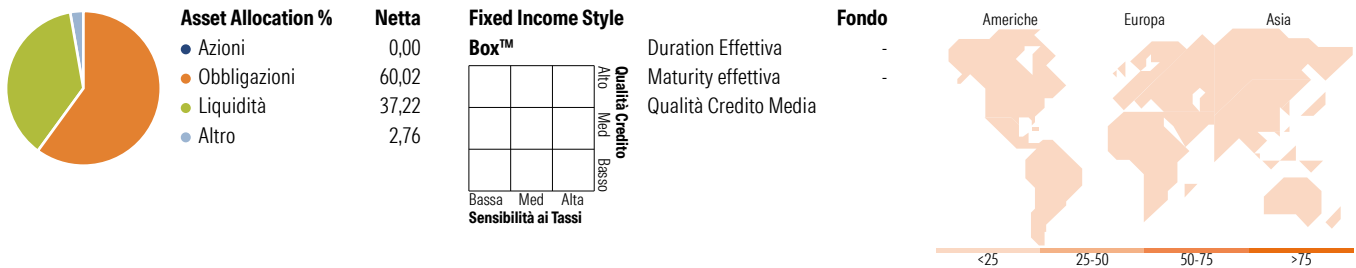 Asset Allocation % Netta
Azioni 0,00
Obbligazioni 60,02
Liquidità 37,22
Altro 2,76
Fixed Income Style
Box™
Alto Med Basso
Qualità Credito
Bassa Med Alta
Sensibilità ai Tassi
Fondo
Duration Effettiva -
Maturity effettiva -
Qualità Credito Media
Americhe Europa Asia
<25 25-50 50-75 >75